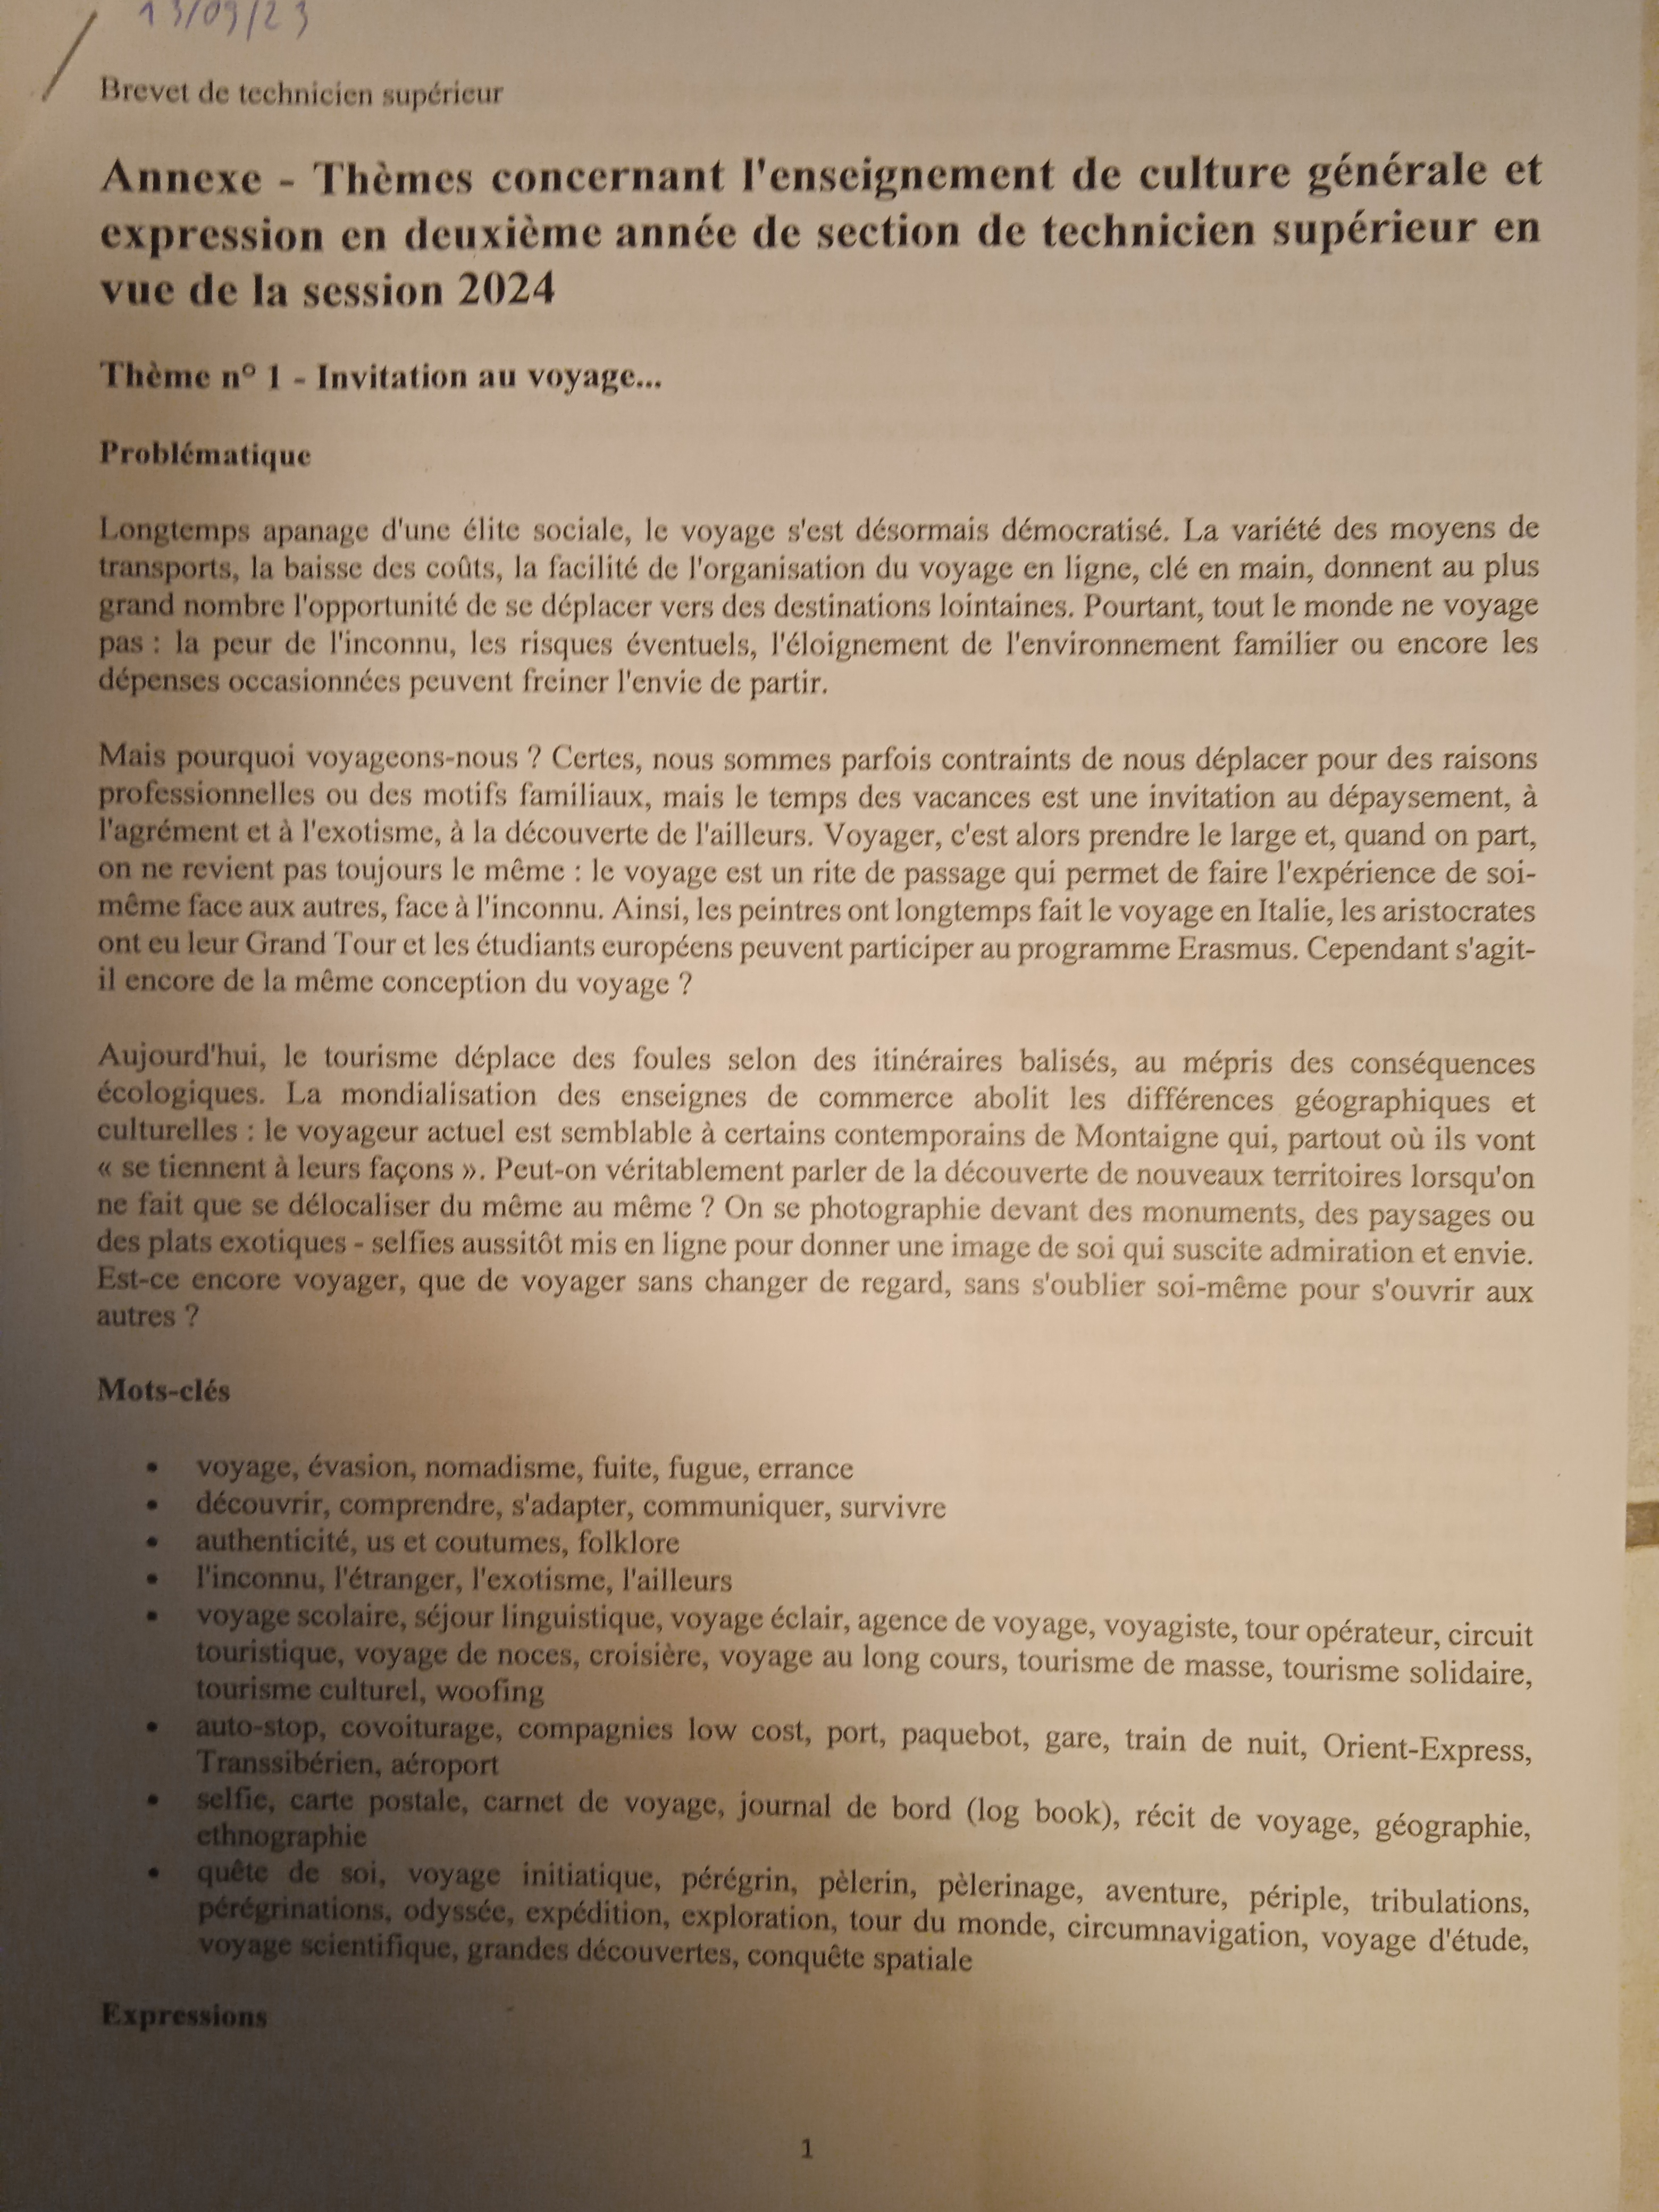 13/09/23
Brevet de technicien supérieur
Annexe - Thèmes concernant l'enseignement de culture générale et
expression en deuxième année de section de technicien supérieur en
vue de la session 2024
Thème n° 1 - Invitation au voyage...
Problématique
Longtemps apanage d'une élite sociale, le voyage s'est désormais démocratisé. La variété des moyens de
transports, la baisse des coûts, la facilité de l'organisation du voyage en ligne, clé en main, donnent au plus
grand nombre l'opportunité de se déplacer vers des destinations lointaines. Pourtant, tout le monde ne voyage
pas : la peur de l'inconnu, les risques éventuels, l'éloignement de l'environnement familier ou encore les
dépenses occasionnées peuvent freiner l'envie de partir.
Mais pourquoi voyageons-nous ? Certes, nous sommes parfois contraints de nous déplacer pour des raisons
professionnelles ou des motifs familiaux, mais le temps des vacances est une invitation au dépaysement, à
l'agrément et à l'exotisme, à la découverte de l'ailleurs. Voyager, c'est alors prendre le large et, quand on part,
on ne revient pas toujours le même : le voyage est un rite de passage qui permet de faire l'expérience de soi-
même face aux autres, face à l'inconnu. Ainsi, les peintres ont longtemps fait le voyage en Italie, les aristocrates
ont eu leur Grand Tour et les étudiants européens peuvent participer au programme Erasmus. Cependant s'agit-
il encore de la même conception du voyage ?
Aujourd'hui, le tourisme déplace des foules selon des itinéraires balisés, au mépris des conséquences
écologiques. La mondialisation des enseignes de commerce abolit les différences géographiques et
culturelles : le voyageur actuel est semblable à certains contemporains de Montaigne qui, partout où ils vont
« se tiennent à leurs façons ». Peut-on véritablement parler de la découverte de nouveaux territoires lorsqu'on
ne fait que se délocaliser du même au même ? On se photographie devant des monuments, des paysages ou
des plats exotiques - selfies aussitôt mis en ligne pour donner une image de soi qui suscite admiration et envie.
Est-ce encore voyager, que de voyager sans changer de regard, sans s'oublier soi-même pour s'ouvrir aux
autres ?
Mots-clés
• voyage, évasion, nomadisme, fuite, fugue, errance
• découvrir, comprendre, s'adapter, communiquer, survivre
• authenticité, us et coutumes, folklore
• l'inconnu, l'étranger, l'exotisme, l'ailleurs
• voyage scolaire, séjour linguistique, voyage éclair, agence de voyage, voyagiste, tour opérateur, circuit
touristique, voyage de noces, croisière, voyage au long cours, tourisme de masse, tourisme solidaire,
tourisme culturel, woofing
• auto-stop, covoiturage, compagnies low cost, port, paquebot, gare, train de nuit, Orient-Express,
Transsibérien, aéroport
• selfie, carte postale, carnet de voyage, journal de bord (log book), récit de voyage, géographie,
ethnographie
• quête de soi, voyage initiatique, pérégrin, pèlerin, pèlerinage, aventure, périple, tribulations,
pérégrinations, odyssée, expédition, exploration, tour du monde, circumnavigation, voyage d'étude,
voyage scientifique, grandes découvertes, conquête spatiale
Expressions
1